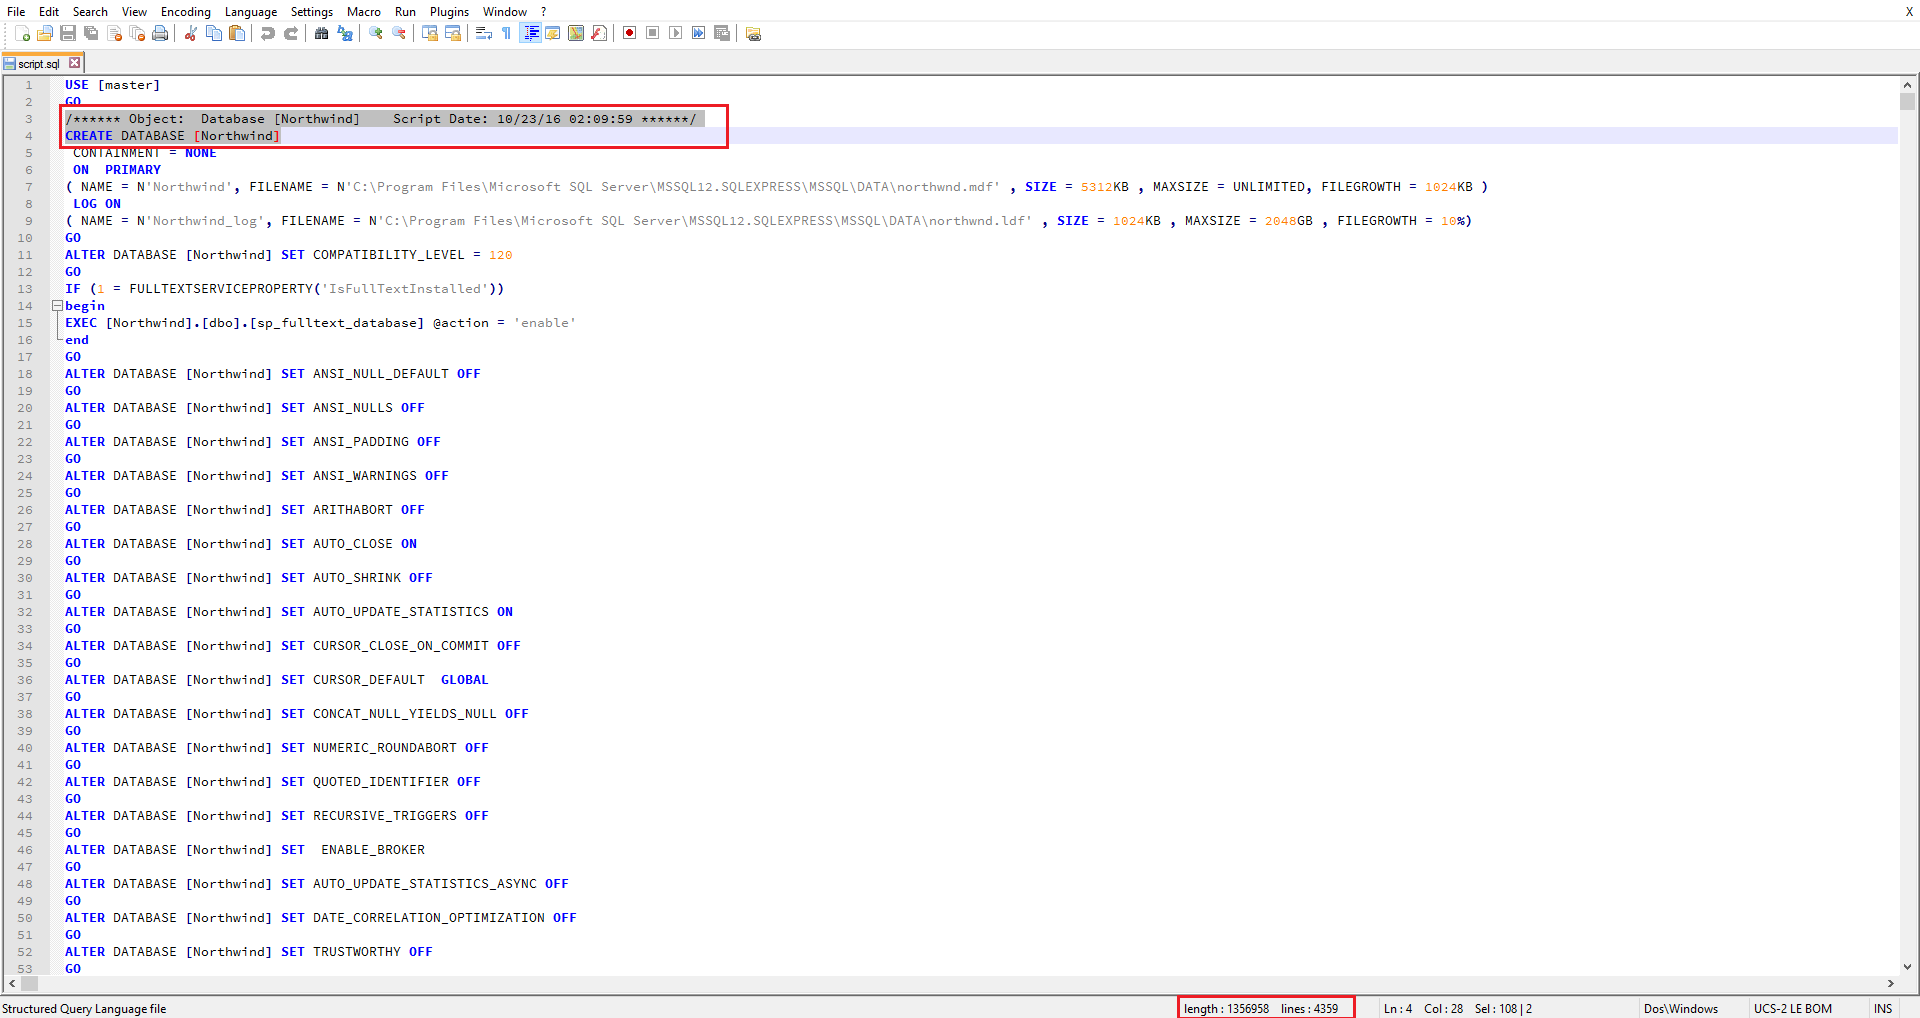 File Edit Search View Encoding Language Settings Macro Run Plugins Window ? X
script.sql
1 USE [master]
2 GO
3 /****** Object:  Database [Northwind]    Script Date: 10/23/16 02:09:59 ******/
4 CREATE DATABASE [Northwind]
5  CONTAINMENT = NONE
6  ON  PRIMARY
7 ( NAME = N'Northwind', FILENAME = N'C:\Program Files\Microsoft SQL Server\MSSQL12.SQLEXPRESS\MSSQL\DATA\northwnd.mdf' , SIZE = 5312KB , MAXSIZE = UNLIMITED, FILEGROWTH = 1024KB )
8  LOG ON
9 ( NAME = N'Northwind_log', FILENAME = N'C:\Program Files\Microsoft SQL Server\MSSQL12.SQLEXPRESS\MSSQL\DATA\northwnd.ldf' , SIZE = 1024KB , MAXSIZE = 2048GB , FILEGROWTH = 10%)
10 GO
11 ALTER DATABASE [Northwind] SET COMPATIBILITY_LEVEL = 120
12 GO
13 IF (1 = FULLTEXTSERVICEPROPERTY('IsFullTextInstalled'))
14 begin
15 EXEC [Northwind].[dbo].[sp_fulltext_database] @action = 'enable'
16 end
17 GO
18 ALTER DATABASE [Northwind] SET ANSI_NULL_DEFAULT OFF
19 GO
20 ALTER DATABASE [Northwind] SET ANSI_NULLS OFF
21 GO
22 ALTER DATABASE [Northwind] SET ANSI_PADDING OFF
23 GO
24 ALTER DATABASE [Northwind] SET ANSI_WARNINGS OFF
25 GO
26 ALTER DATABASE [Northwind] SET ARITHABORT OFF
27 GO
28 ALTER DATABASE [Northwind] SET AUTO_CLOSE ON
29 GO
30 ALTER DATABASE [Northwind] SET AUTO_SHRINK OFF
31 GO
32 ALTER DATABASE [Northwind] SET AUTO_UPDATE_STATISTICS ON
33 GO
34 ALTER DATABASE [Northwind] SET CURSOR_CLOSE_ON_COMMIT OFF
35 GO
36 ALTER DATABASE [Northwind] SET CURSOR_DEFAULT  GLOBAL
37 GO
38 ALTER DATABASE [Northwind] SET CONCAT_NULL_YIELDS_NULL OFF
39 GO
40 ALTER DATABASE [Northwind] SET NUMERIC_ROUNDABORT OFF
41 GO
42 ALTER DATABASE [Northwind] SET QUOTED_IDENTIFIER OFF
43 GO
44 ALTER DATABASE [Northwind] SET RECURSIVE_TRIGGERS OFF
45 GO
46 ALTER DATABASE [Northwind] SET  ENABLE_BROKER
47 GO
48 ALTER DATABASE [Northwind] SET AUTO_UPDATE_STATISTICS_ASYNC OFF
49 GO
50 ALTER DATABASE [Northwind] SET DATE_CORRELATION_OPTIMIZATION OFF
51 GO
52 ALTER DATABASE [Northwind] SET TRUSTWORTHY OFF
53 GO
Structured Query Language file length : 1356958 lines : 4359 Ln : 4 Col : 28 Sel : 108 | 2 Dos\Windows UCS-2 LE BOM INS